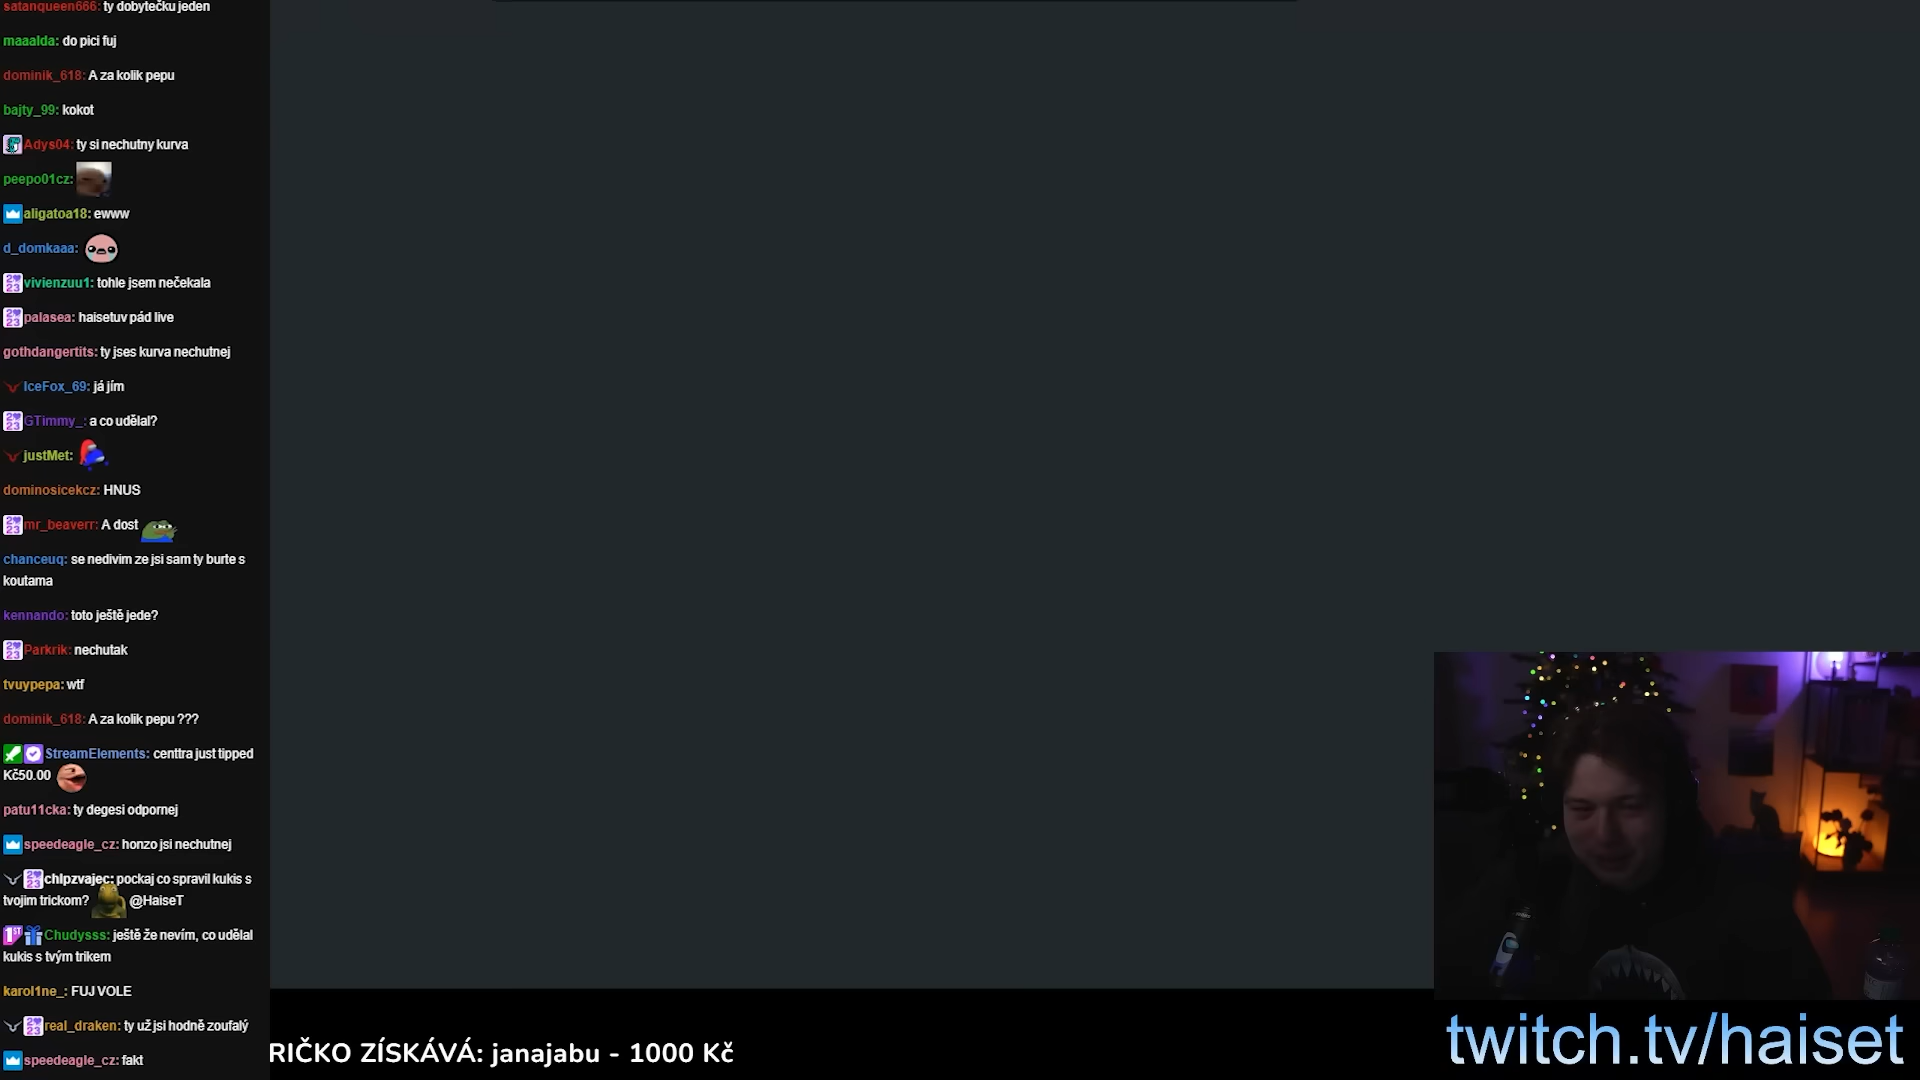 satanqueen666: ty dobytečku jeden
maaalda: do pici fuj
dominik_618: A za kolik pepu
bajty_99: kokot
Adys04: ty si nechutny kurva
peepo01cz:
aligatoa18: ewww
d_domkaaa:
vivienzuu1: tohle jsem nečekala
palasea: haisetuv pád live
gothdangertits: ty jses kurva nechutnej
IceFox_69: já jím
GTimmy_: a co udělal?
justMet:
dominosicekcz: HNUS
mr_beaverr: A dost
chanceuq: se nedivim ze jsi sam ty burte s
koutama
kennando: toto ještě jede?
Parkrik: nechutak
tvuypepa: wtf
dominik_618: A za kolik pepu ???
StreamElements: centtra just tipped
Kč50.00
patu11cka: ty degesi odpornej
speedeagle_cz: honzo jsi nechutnej
chlpzvajec: pockaj co spravil kukis s
tvojim trickom? @HaiseT
Chudysss: ještě že nevím, co udělal
kukis s tvým trikem
karol1ne_: FUJ VOLE
real_draken: ty už jsi hodně zoufalý
speedeagle_cz: fakt
RIČKO ZÍSKÁVÁ: janajabu - 1000 Kč
twitch.tv/haiset